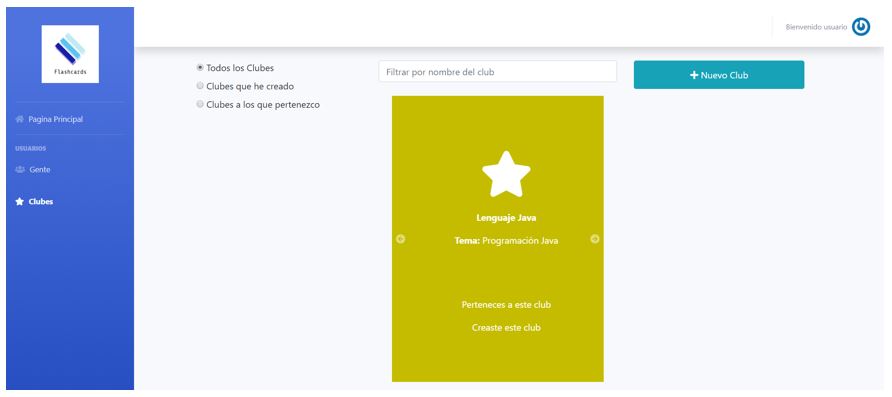 Flashcards
Pagina Principal
USUARIOS
Gente
Clubes
Bienvenido usuario
Todos los Clubes
Clubes que he creado
Clubes a los que pertenezco
Filtrar por nombre del club
Nuevo Club
Lenguaje Java
Tema: Programación Java
Perteneces a este club
Creaste este club